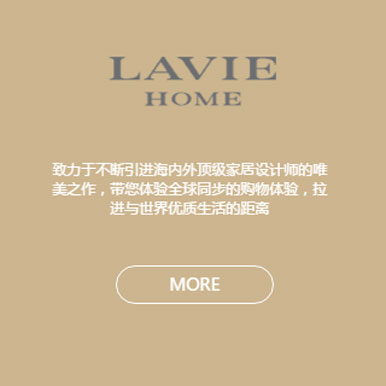 LAVIE
HOME
致力于不断引进海内外顶级家居设计师的唯
美之作，带您体验全球同步的购物体验，拉
进与世界优质生活的距离
MORE